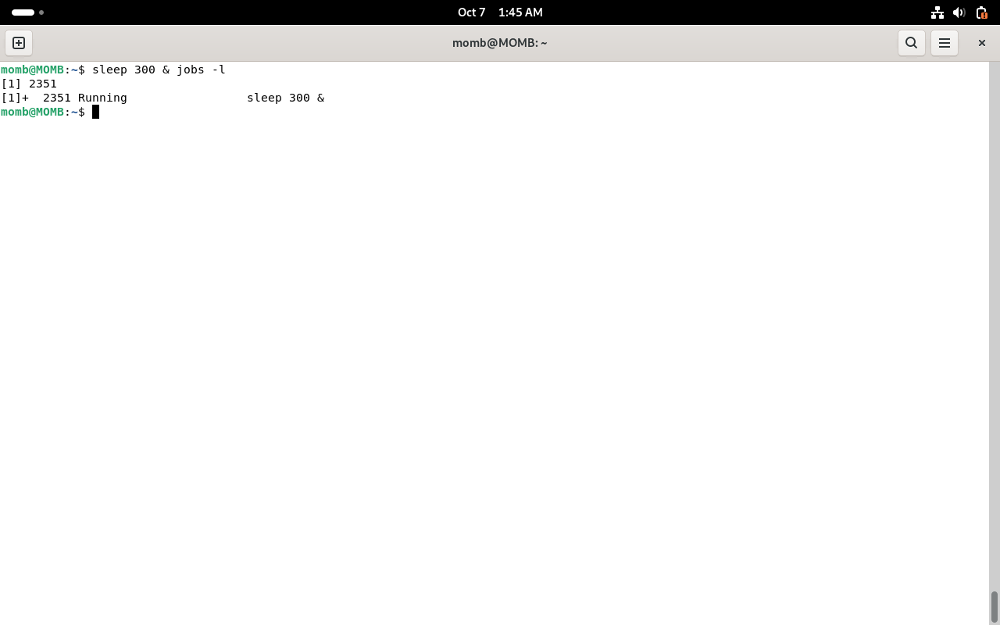 Oct 7 1:45 AM
momb@MOMB: ~
momb@MOMB:~$ sleep 300 & jobs -l
[1] 2351
[1]+  2351 Running                 sleep 300 &
momb@MOMB:~$